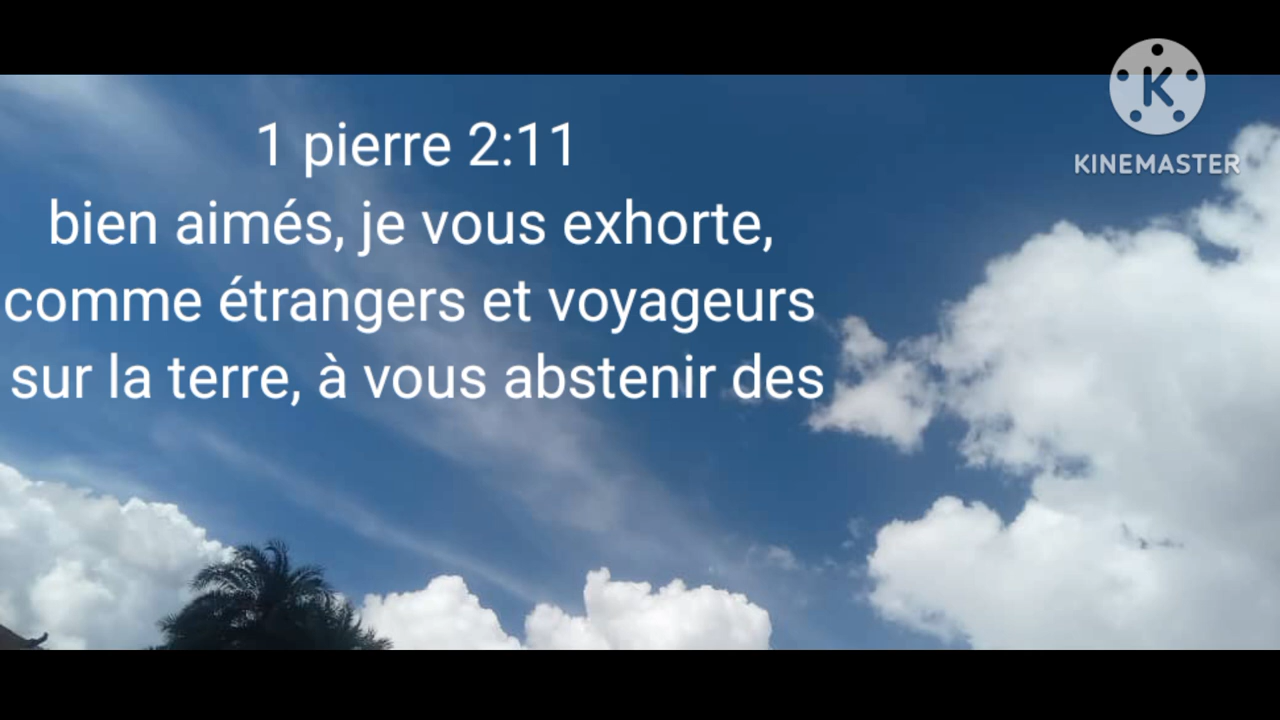 1 pierre 2:11
bien aimés, je vous exhorte,
comme étrangers et voyageurs
sur la terre, à vous abstenir des
K
KINEMASTER